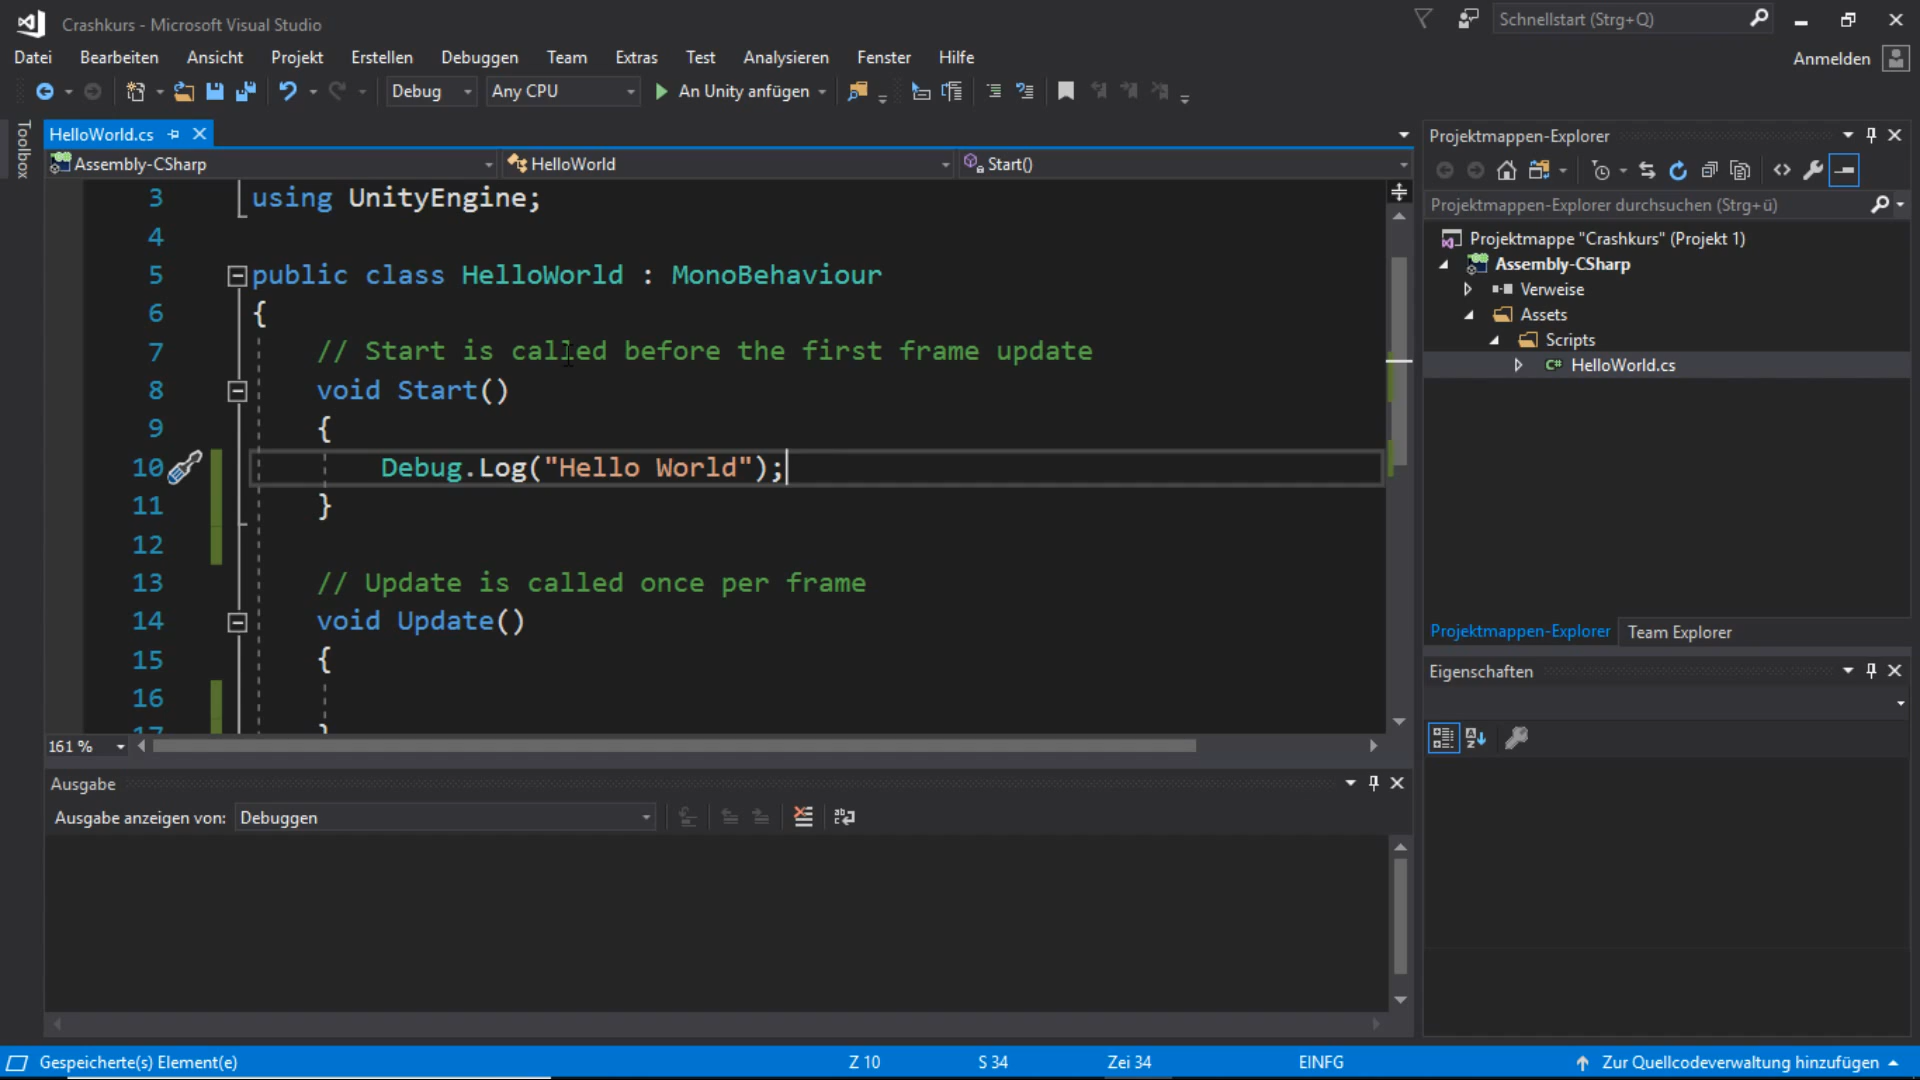 Crashkurs - Microsoft Visual Studio
Schnellstart (Strg+Q)
Datei Bearbeiten Ansicht Projekt Erstellen Debuggen Team Extras Test Analysieren Fenster Hilfe
Anmelden
Debug Any CPU An Unity anfügen
Toolbox
HelloWorld.cs
Assembly-CSharp HelloWorld Start()
3 using UnityEngine;
4
5 public class HelloWorld : MonoBehaviour
6 {
7 // Start is called before the first frame update
8 void Start()
9 {
10 Debug.Log("Hello World");
11 }
12
13 // Update is called once per frame
14 void Update()
15 {
16
17 }
161 %
Ausgabe
Ausgabe anzeigen von: Debuggen
Projektmappen-Explorer
Projektmappen-Explorer durchsuchen (Strg+ü)
Projektmappe "Crashkurs" (Projekt 1)
Assembly-CSharp
Verweise
Assets
Scripts
C# HelloWorld.cs
Projektmappen-Explorer Team Explorer
Eigenschaften
Gespeicherte(s) Element(e) Z 10 S 34 Zei 34 EINFG Zur Quellcodeverwaltung hinzufügen